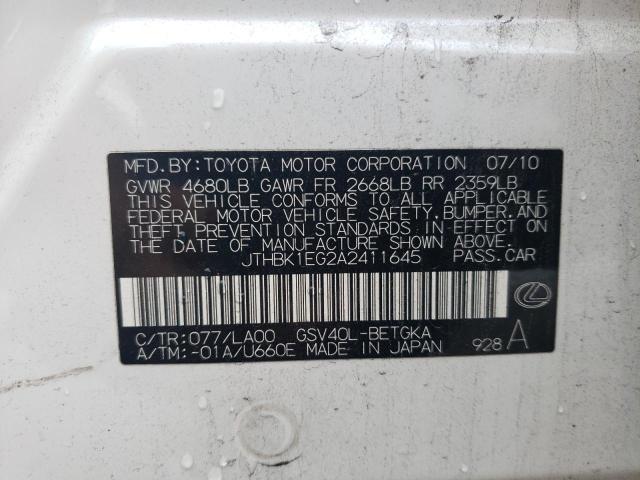 MFD.BY:TOYOTA MOTOR CORPORATION 07/10
GVWR 4680LB GAWR FR 2668LB RR 2359LB
THIS VEHICLE CONFORMS TO ALL APPLICABLE
FEDERAL MOTOR VEHICLE SAFETY,BUMPER,AND
THEFT PREVENTION STANDARDS IN EFFECT ON
THE DATE OF MANUFACTURE SHOWN ABOVE.
JTHBK1EG2A2411645 PASS.CAR
C/TR:077/LA00 GSV40L-BETGKA
A/TM:-01A/U660E MADE IN JAPAN 928 A